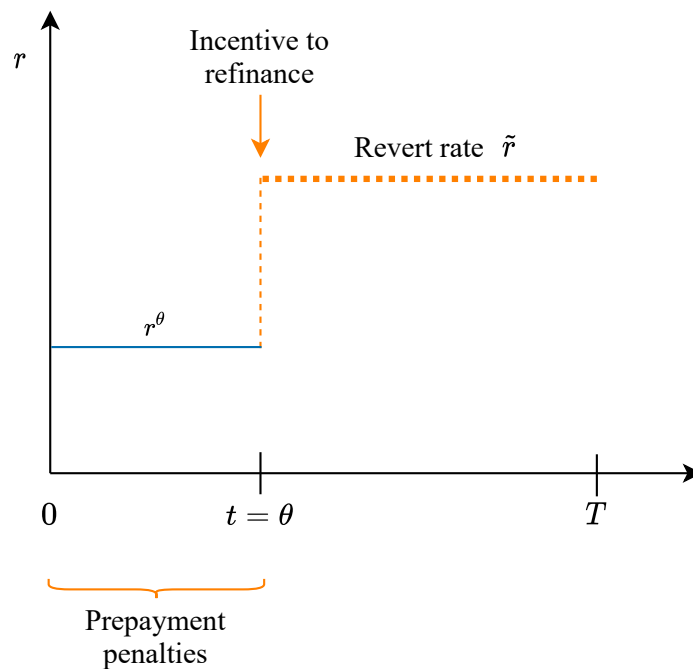 Incentive to
refinance
r
Revert rate r̃
r^θ
0
t = θ
T
Prepayment
penalties